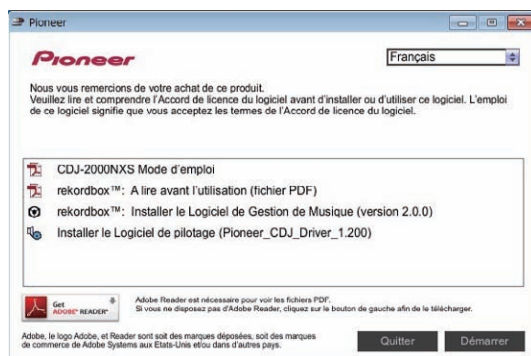 Pioneer
Pioneer
Français
Nous vous remercions de votre achat de ce produit.
Veuillez lire et comprendre l'Accord de licence du logiciel avant d'installer ou d'utiliser ce logiciel. L'emploi
de ce logiciel signifie que vous acceptez les termes de l'Accord de licence du logiciel.
CDJ-2000NXS Mode d'emploi
rekordbox™: A lire avant l'utilisation (fichier PDF)
rekordbox™: Installer le Logiciel de Gestion de Musique (version 2.0.0)
Installer le Logiciel de pilotage (Pioneer_CDJ_Driver_1.200)
Get
ADOBE® READER®
Adobe Reader est nécessaire pour voir les fichiers PDF.
Si vous ne disposez pas d'Adobe Reader, cliquez sur le bouton de gauche afin de le télécharger.
Adobe, le logo Adobe, et Reader sont soit des marques déposées, soit des marques
de commerce de Adobe Systems aux Etats-Unis et/ou dans d'autres pays.
Quitter
Démarrer